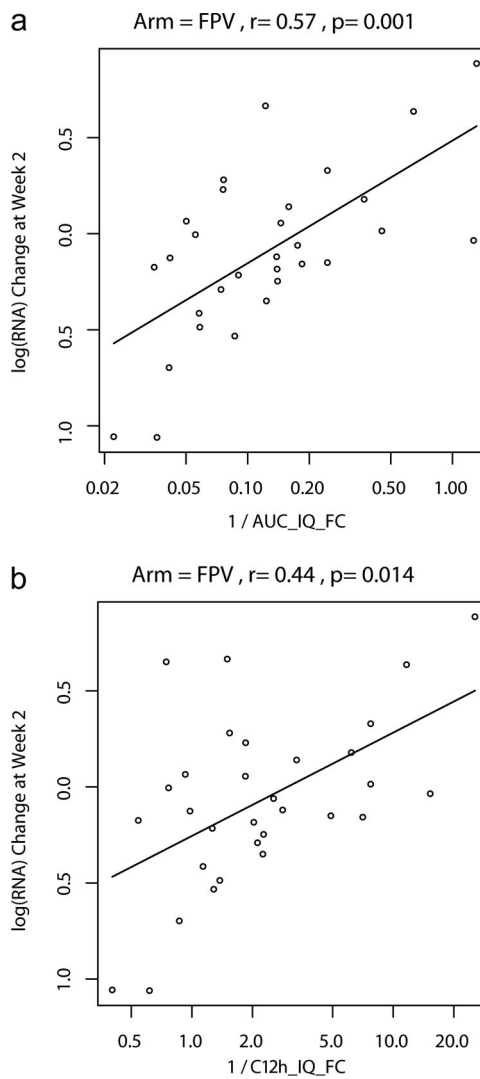 a
Arm = FPV , r= 0.57 , p= 0.001
log(RNA) Change at Week 2
0.5
0.0
0.5
1.0
0.02 0.05 0.10 0.20 0.50 1.00
1 / AUC_IQ_FC
b
Arm = FPV , r= 0.44 , p= 0.014
log(RNA) Change at Week 2
0.5
0.0
0.5
1.0
0.5 1.0 2.0 5.0 10.0 20.0
1 / C12h_IQ_FC